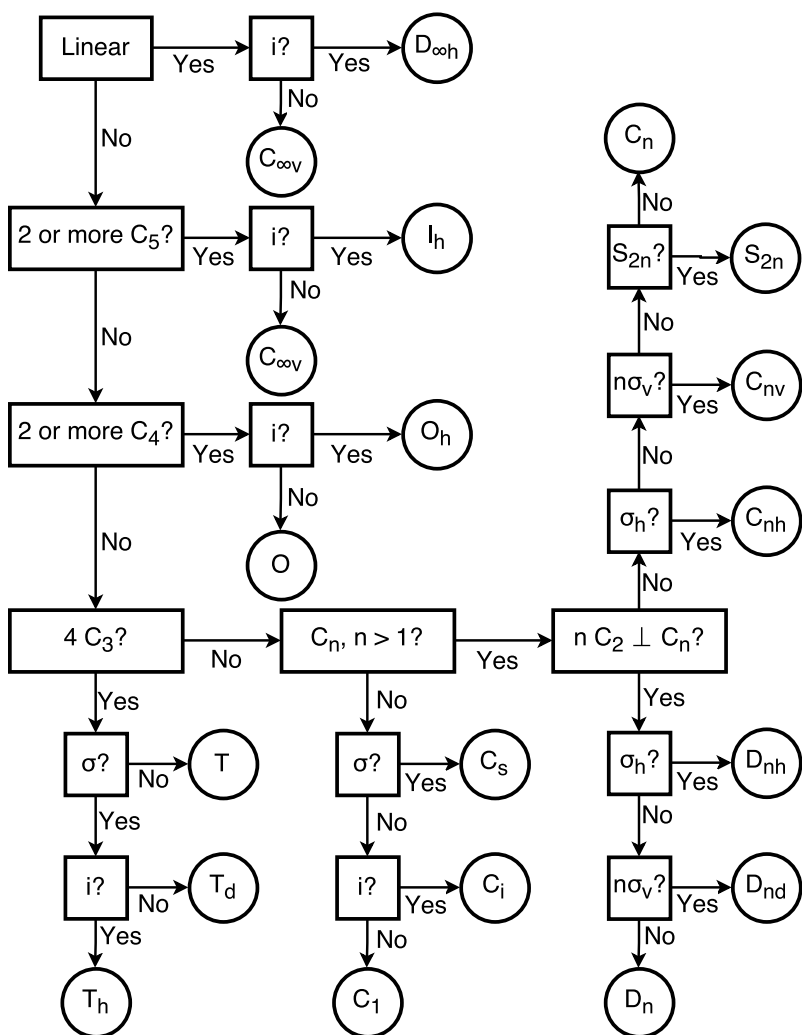 Linear
Yes
i?
Yes
D∞h
No
No
C∞v
2 or more C5?
Yes
i?
Yes
Ih
No
No
C∞v
2 or more C4?
Yes
i?
Yes
Oh
No
No
O
4 C3?
No
Cn, n > 1?
Yes
n C2 ⊥ Cn?
Yes
σ?
No
T
Yes
i?
No
Td
Yes
Th
No
σ?
Yes
Cs
No
i?
Yes
Ci
No
C1
No
σh?
Yes
Cnh
No
nσv?
Yes
Cnv
No
S2n?
Yes
S2n
No
Cn
Yes
σh?
Yes
Dnh
No
nσv?
Yes
Dnd
No
Dn